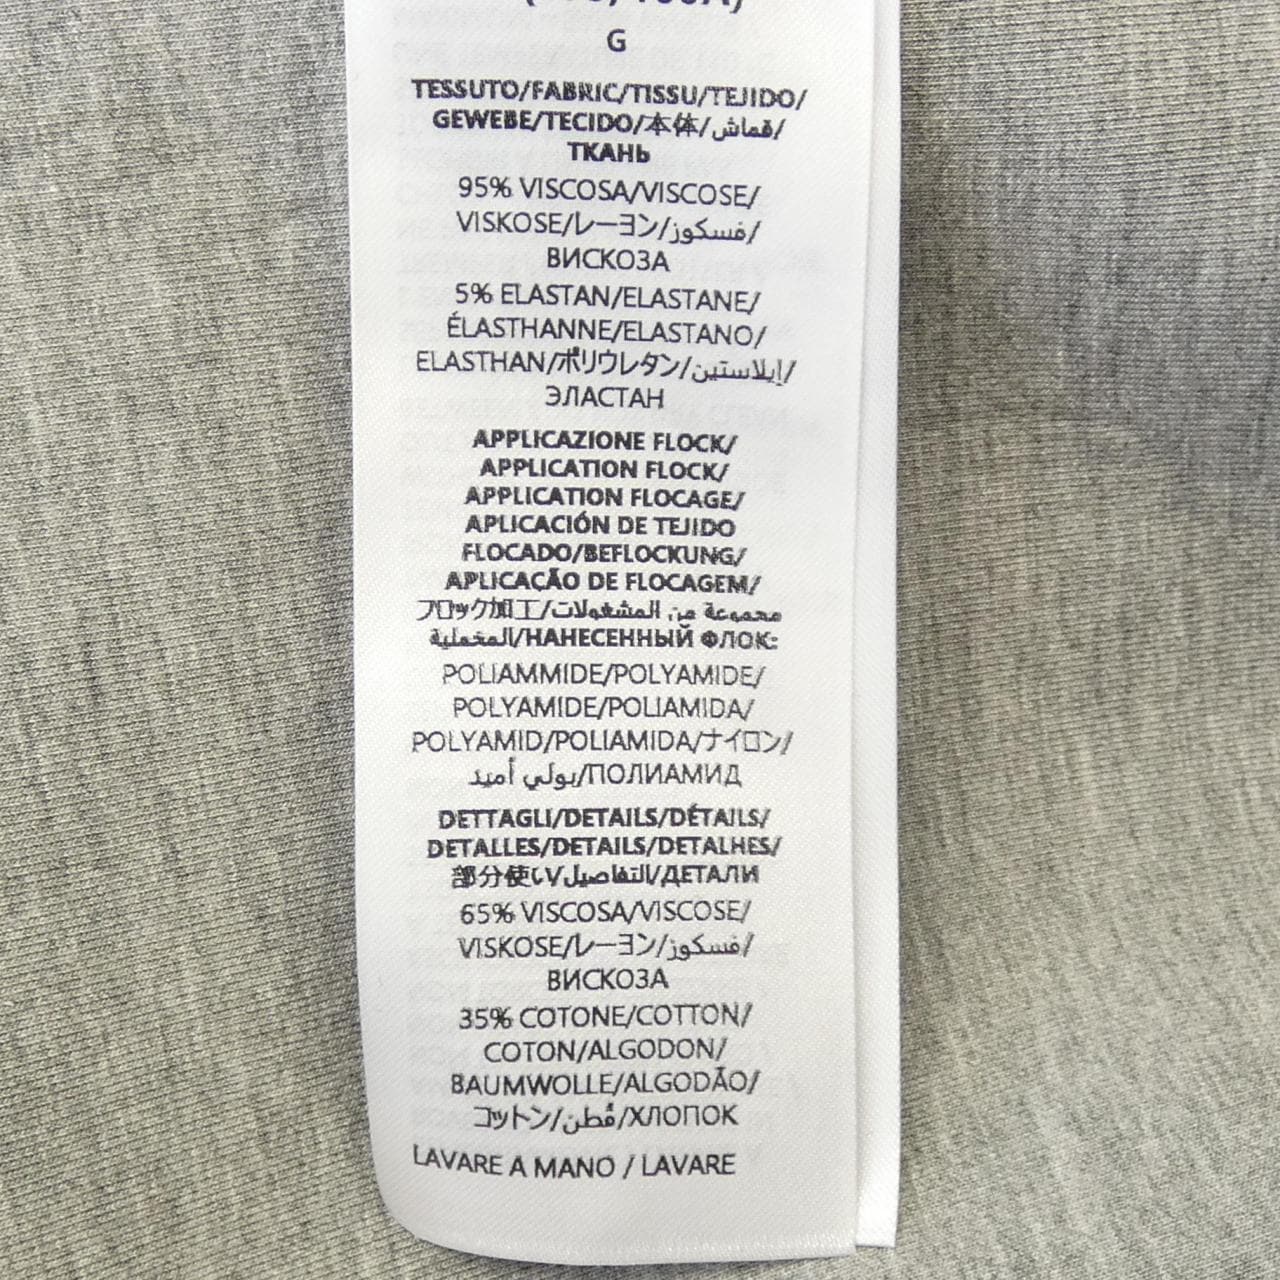 G
TESSUTO/FABRIC/TISSU/TEJIDO/
GEWEBE/TECIDO/本体/قماش/
ТКАНЬ
95% VISCOSA/VISCOSE/
VISKOSE/レーヨン/فسكوز/
ВИСКОЗА
5% ELASTAN/ELASTANE/
ÉLASTHANNE/ELASTANO/
ELASTHAN/ポリウレタン/إيلاستين/
ЭЛАСТАН
APPLICAZIONE FLOCK/
APPLICATION FLOCK/
APPLICATION FLOCAGE/
APLICACIÓN DE TEJIDO
FLOCADO/BEFLOCKUNG/
APLICAÇÃO DE FLOCAGEM/
フロック加工/مجموعة من المشغولات
المخملية/НАНЕСЕННЫЙ ФЛОК:
POLIAMMIDE/POLYAMIDE/
POLYAMIDE/POLIAMIDA/
POLYAMID/POLIAMIDA/ナイロン/
بولي أميد/ПОЛИАМИД
DETTAGLI/DETAILS/DÉTAILS/
DETALLES/DETAILS/DETALHES/
部分使い/التفاصيل/ДЕТАЛИ
65% VISCOSA/VISCOSE/
VISKOSE/レーヨン/فسكوز/
ВИСКОЗА
35% COTONE/COTTON/
COTON/ALGODON/
BAUMWOLLE/ALGODÃO/
コットン/قُطن/ХЛОПОК
LAVARE A MANO / LAVARE